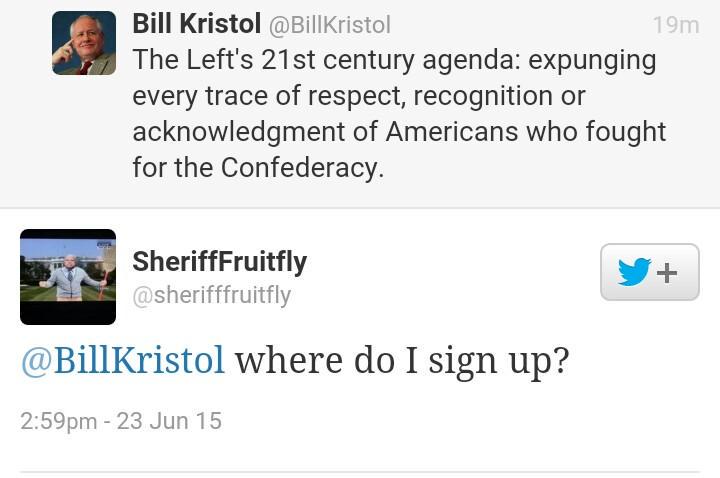 Bill Kristol @BillKristol 19m
The Left's 21st century agenda: expunging
every trace of respect, recognition or
acknowledgment of Americans who fought
for the Confederacy.
SheriffFruitfly
@sherifffruitfly
@BillKristol where do I sign up?
2:59pm - 23 Jun 15